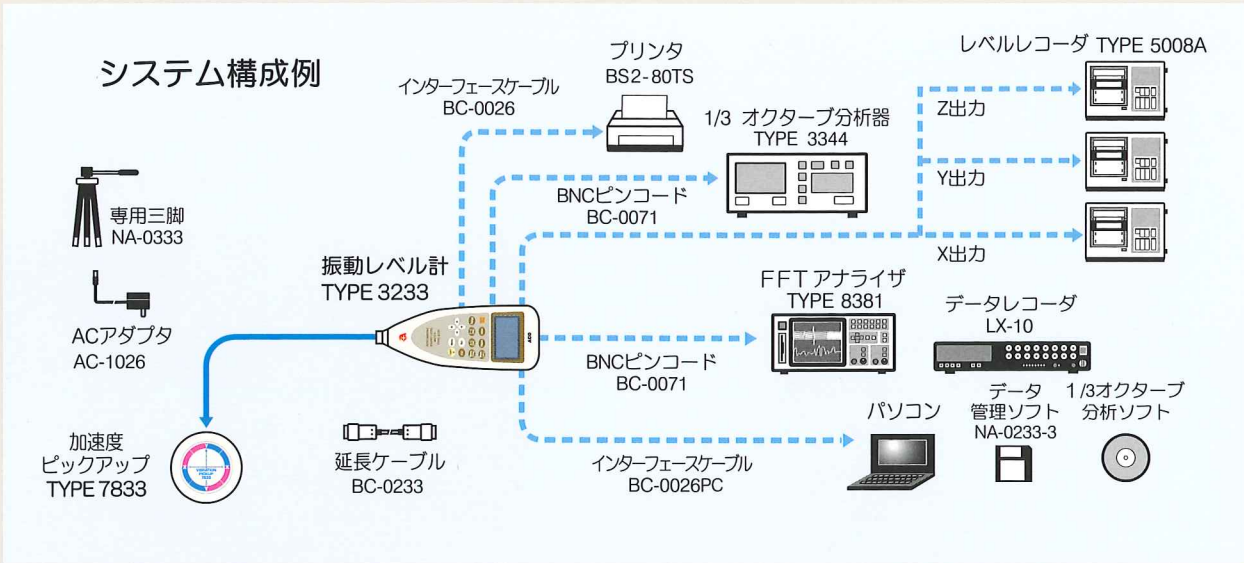 システム構成例
プリンタ
BS2-80TS
インターフェースケーブル
BC-0026
1/3 オクターブ分析器
TYPE 3344
BNCピンコード
BC-0071
レベルレコーダ TYPE 5008A
Z出力
Y出力
X出力
専用三脚
NA-0333
ACアダプタ
AC-1026
振動レベル計
TYPE 3233
FFTアナライザ
TYPE 8381
BNCピンコード
BC-0071
データレコーダ
LX-10
加速度
ピックアップ
TYPE 7833
延長ケーブル
BC-0233
インターフェースケーブル
BC-0026PC
パソコン
データ
管理ソフト
NA-0233-3
1/3オクターブ
分析ソフト